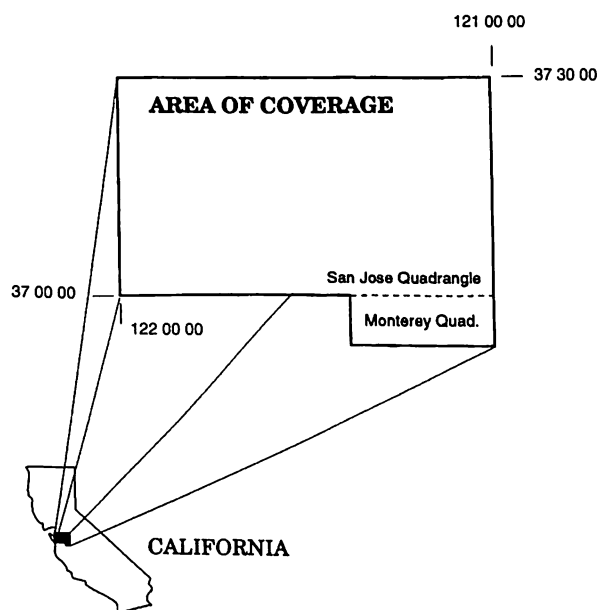 121 00 00
37 30 00
AREA OF COVERAGE
San Jose Quadrangle
37 00 00
Monterey Quad.
122 00 00
CALIFORNIA